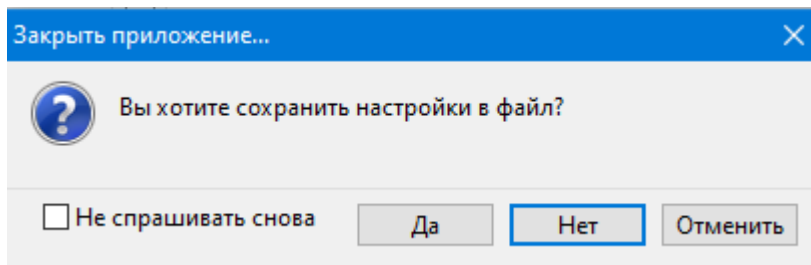 Закрыть приложение...
Вы хотите сохранить настройки в файл?
Не спрашивать снова Да Нет Отменить